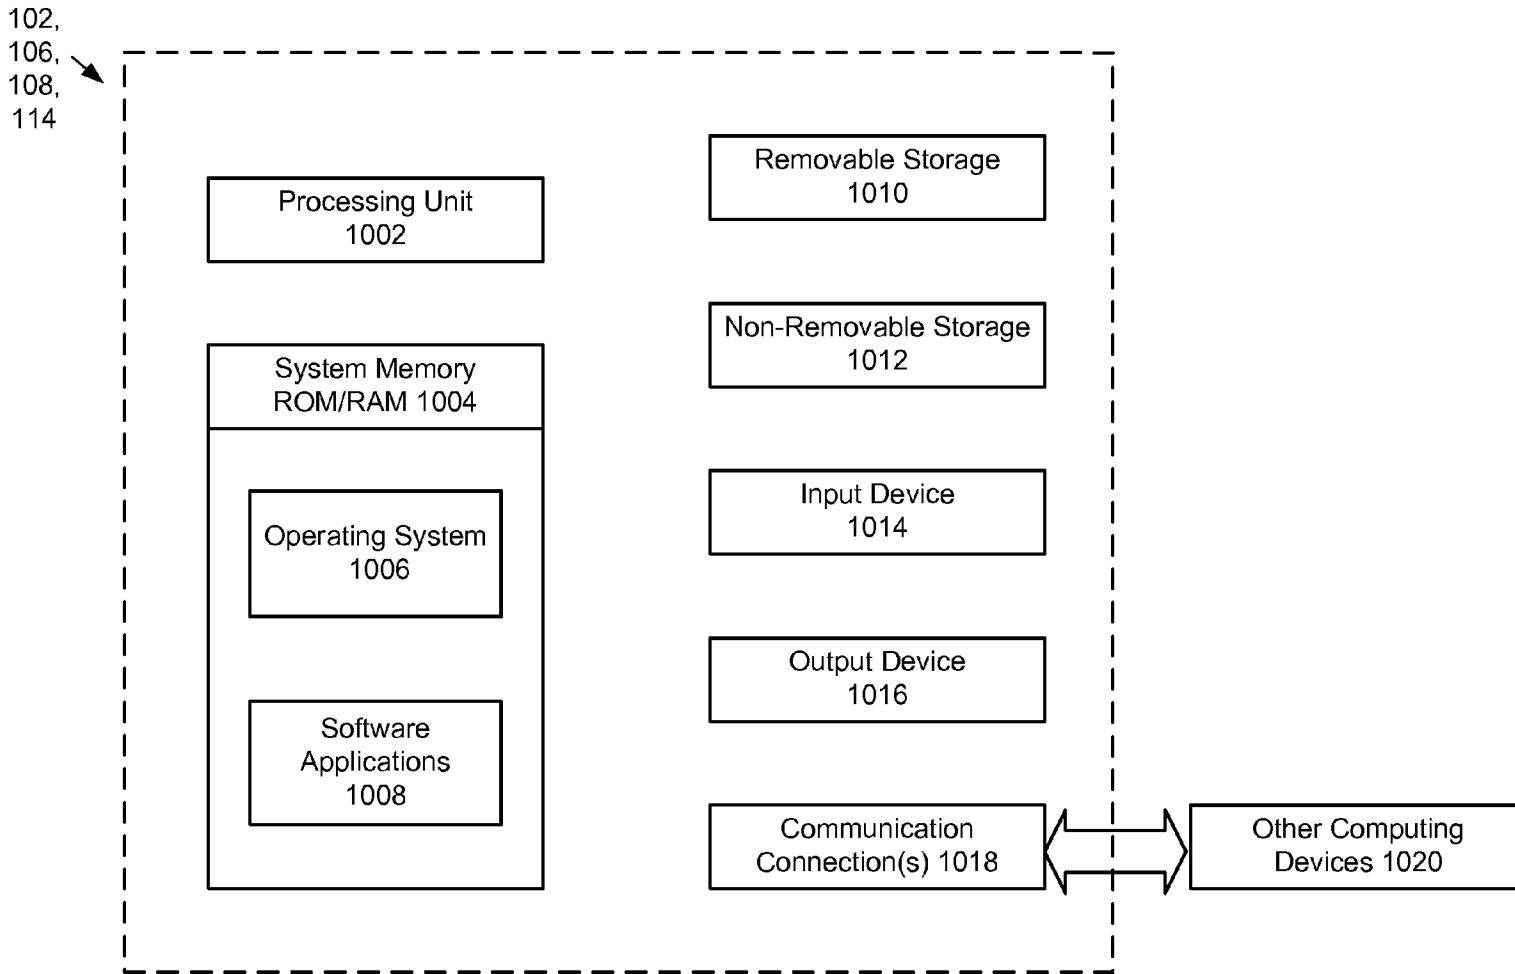 102,
106,
108,
114
Processing Unit
1002
System Memory
ROM/RAM 1004
Operating System
1006
Software
Applications
1008
Removable Storage
1010
Non-Removable Storage
1012
Input Device
1014
Output Device
1016
Communication
Connection(s) 1018
Other Computing
Devices 1020